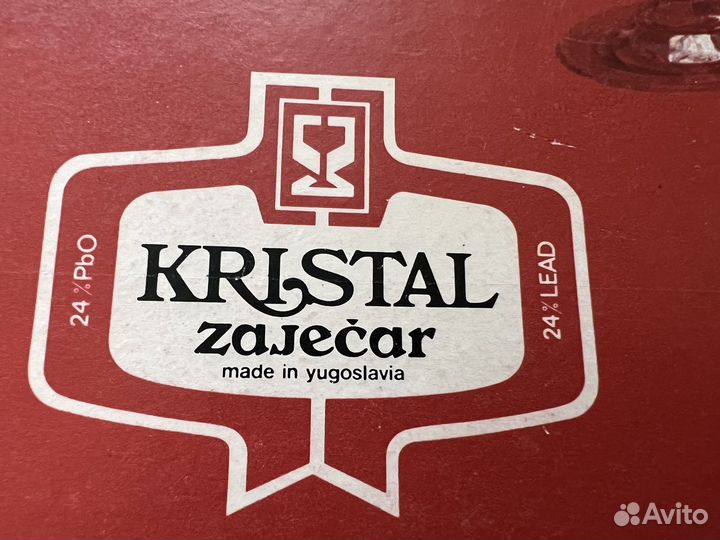 24% PbO
KRISTAL
zaječar
made in yugoslavia
24% LEAD
Avito